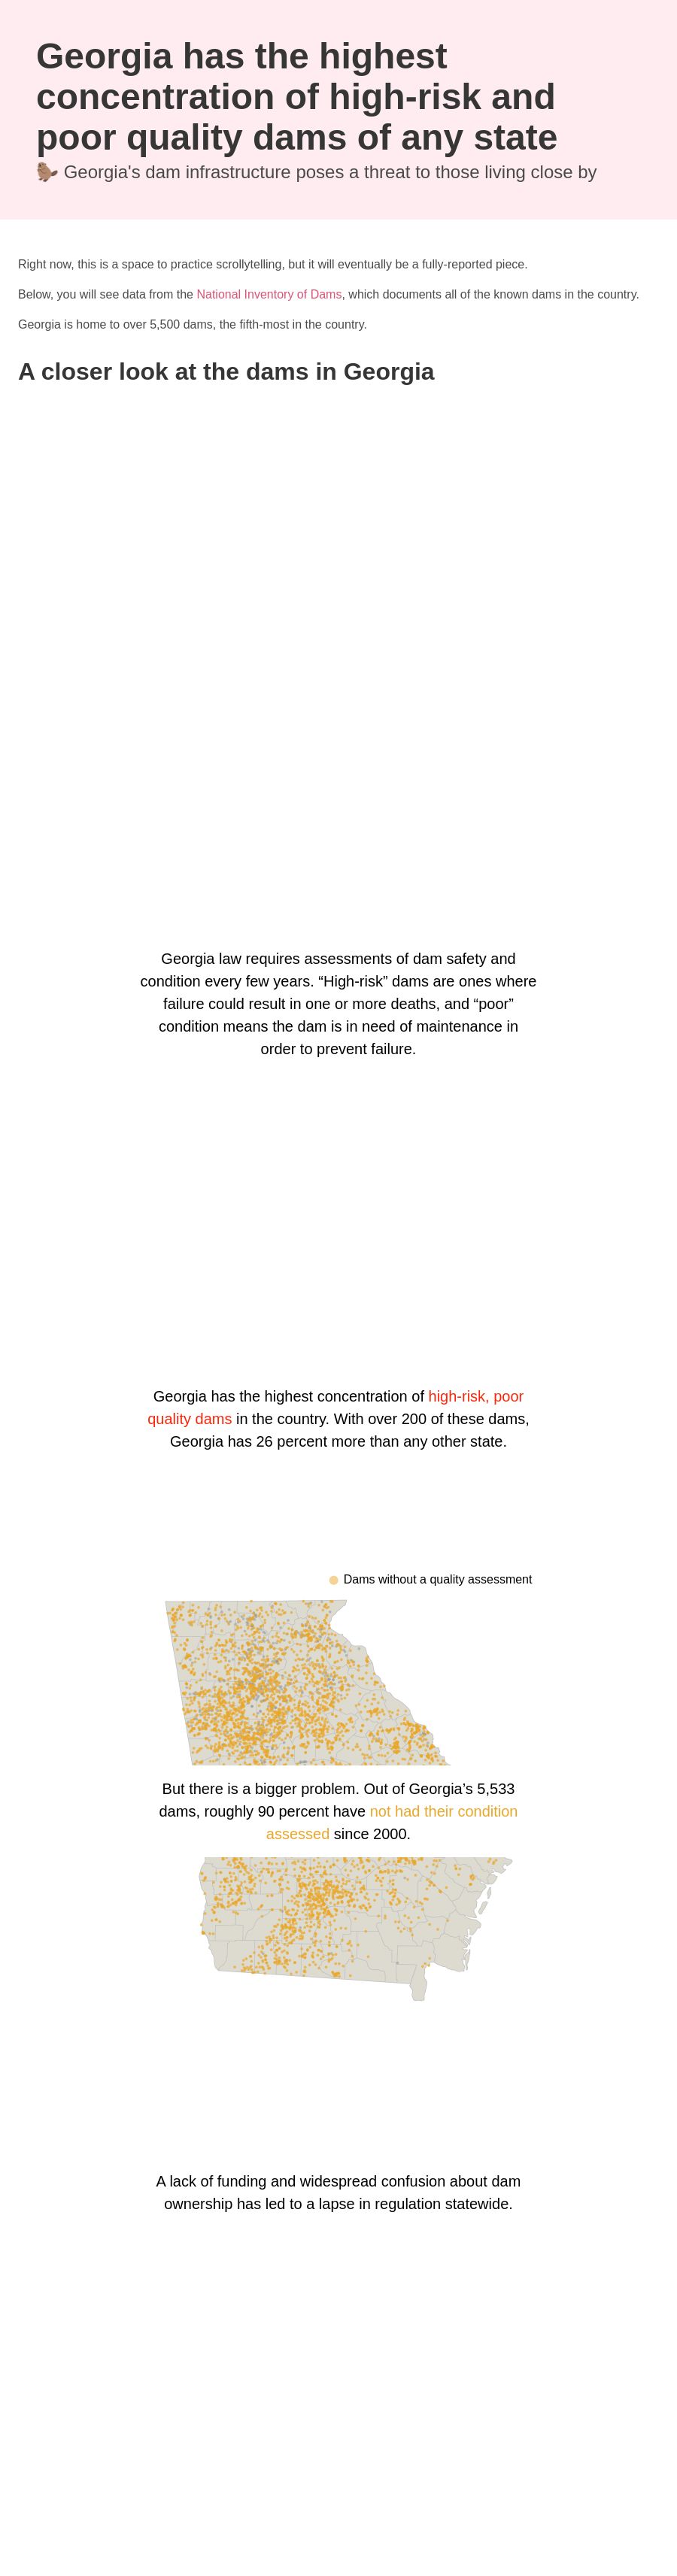 Georgia has the highest
concentration of high-risk and
poor quality dams of any state
🦫 Georgia's dam infrastructure poses a threat to those living close by
Right now, this is a space to practice scrollytelling, but it will eventually be a fully-reported piece.
Below, you will see data from the National Inventory of Dams, which documents all of the known dams in the country.
Georgia is home to over 5,500 dams, the fifth-most in the country.
A closer look at the dams in Georgia
Georgia law requires assessments of dam safety and
condition every few years. “High-risk” dams are ones where
failure could result in one or more deaths, and “poor”
condition means the dam is in need of maintenance in
order to prevent failure.
Georgia has the highest concentration of high-risk, poor
quality dams in the country. With over 200 of these dams,
Georgia has 26 percent more than any other state.
Dams without a quality assessment
But there is a bigger problem. Out of Georgia’s 5,533
dams, roughly 90 percent have not had their condition
assessed since 2000.
A lack of funding and widespread confusion about dam
ownership has led to a lapse in regulation statewide.